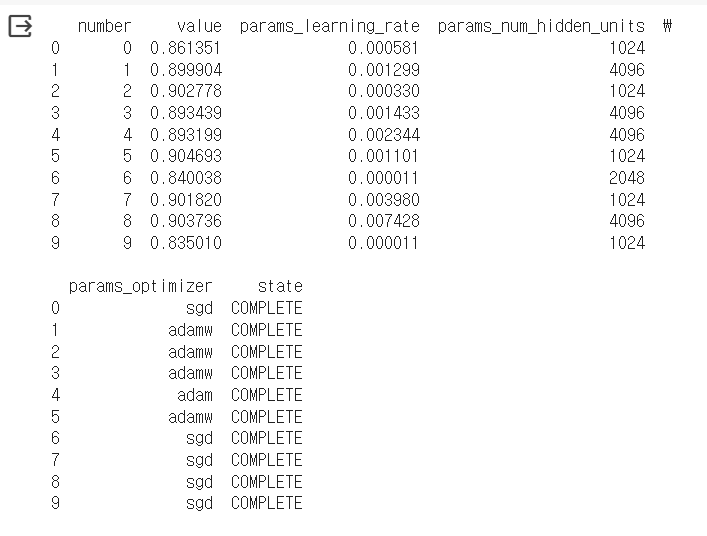 number value params_learning_rate params_num_hidden_units ₩
0 0 0.861351 0.000581 1024
1 1 0.899904 0.001299 4096
2 2 0.902778 0.000330 1024
3 3 0.893439 0.001433 4096
4 4 0.893199 0.002344 4096
5 5 0.904693 0.001101 1024
6 6 0.840038 0.000011 2048
7 7 0.901820 0.003980 1024
8 8 0.903736 0.007428 4096
9 9 0.835010 0.000011 1024
params_optimizer state
0 sgd COMPLETE
1 adamw COMPLETE
2 adamw COMPLETE
3 adamw COMPLETE
4 adam COMPLETE
5 adamw COMPLETE
6 sgd COMPLETE
7 sgd COMPLETE
8 sgd COMPLETE
9 sgd COMPLETE